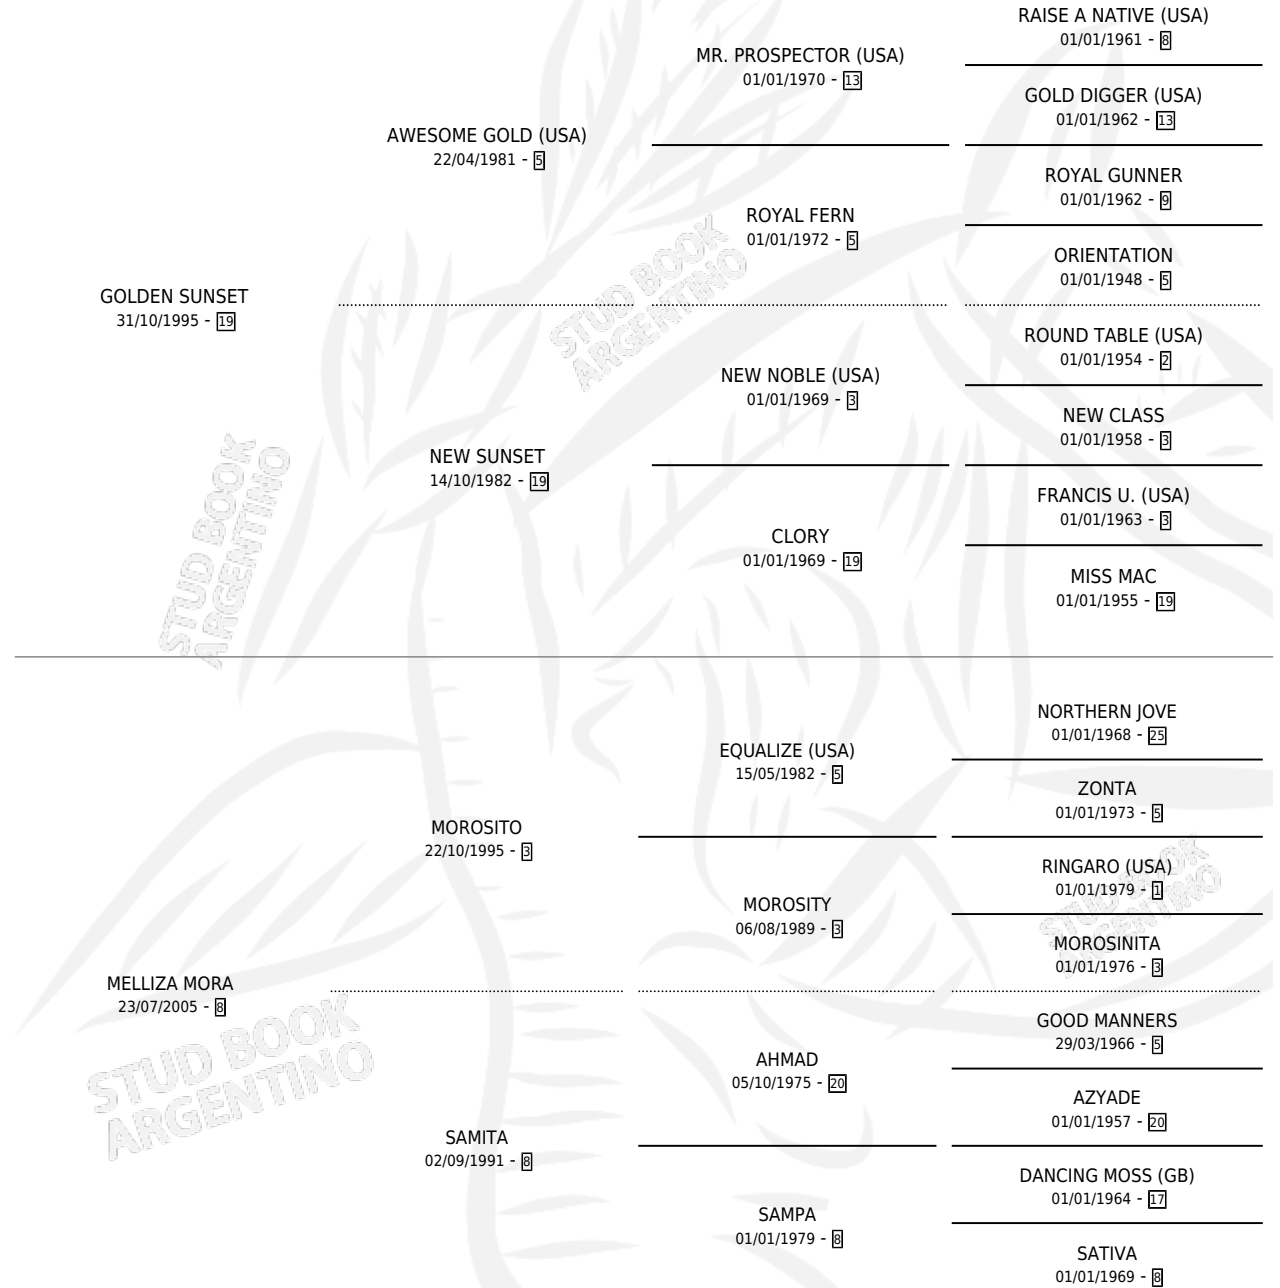 RAISE A NATIVE (USA)
01/01/1961 - 8
MR. PROSPECTOR (USA)
01/01/1970 - 13
GOLD DIGGER (USA)
01/01/1962 - 13
AWESOME GOLD (USA)
22/04/1981 - 5
ROYAL GUNNER
01/01/1962 - 9
ROYAL FERN
01/01/1972 - 5
ORIENTATION
01/01/1948 - 5
GOLDEN SUNSET
31/10/1995 - 19
STUD BOOK
ARGENTINO
ROUND TABLE (USA)
01/01/1954 - 2
NEW NOBLE (USA)
01/01/1969 - 3
NEW CLASS
01/01/1958 - 3
NEW SUNSET
14/10/1982 - 19
FRANCIS U. (USA)
01/01/1963 - 3
CLORY
01/01/1969 - 19
MISS MAC
01/01/1955 - 19
STUD BOOK
ARGENTINO
NORTHERN JOVE
01/01/1968 - 25
EQUALIZE (USA)
15/05/1982 - 5
ZONTA
01/01/1973 - 5
MOROSITO
22/10/1995 - 3
RINGARO (USA)
01/01/1979 - 1
MOROSITY
06/08/1989 - 3
MOROSINITA
01/01/1976 - 3
STUD BOOK
ARGENTINO
MELLIZA MORA
23/07/2005 - 8
STUD BOOK
ARGENTINO
GOOD MANNERS
29/03/1966 - 5
AHMAD
05/10/1975 - 20
AZYADE
01/01/1957 - 20
SAMITA
02/09/1991 - 8
DANCING MOSS (GB)
01/01/1964 - 17
SAMPA
01/01/1979 - 8
SATIVA
01/01/1969 - 8